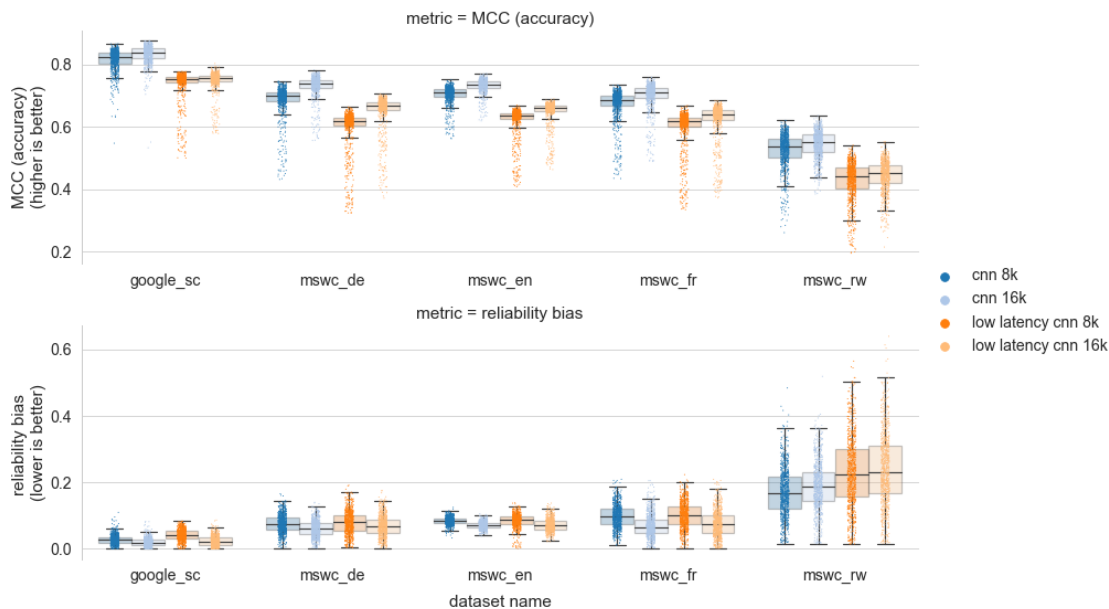 metric = MCC (accuracy)
MCC (accuracy)
(higher is better)
0.8
0.6
0.4
0.2
google_sc
mswc_de
mswc_en
mswc_fr
mswc_rw
cnn 8k
cnn 16k
low latency cnn 8k
low latency cnn 16k
metric = reliability bias
reliability bias
(lower is better)
0.6
0.4
0.2
0.0
google_sc
mswc_de
mswc_en
mswc_fr
mswc_rw
dataset name